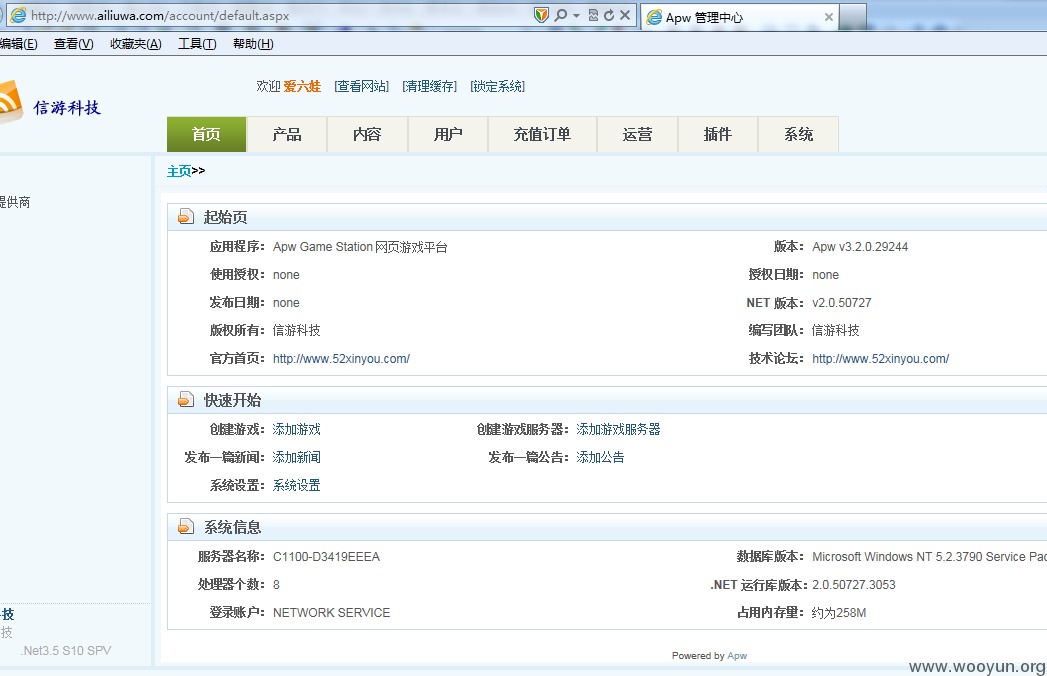 http://www.ailiuwa.com/account/default.aspx
Apw 管理中心
编辑(E) 查看(V) 收藏夹(A) 工具(T) 帮助(H)
信游科技
欢迎 爱六蛙 [查看网站] [清理缓存] [锁定系统]
首页 产品 内容 用户 充值订单 运营 插件 系统
主页>>
提供商
起始页
应用程序: Apw Game Station 网页游戏平台 版本: Apw v3.2.0.29244
使用授权: none 授权日期: none
发布日期: none NET 版本: v2.0.50727
版权所有: 信游科技 编写团队: 信游科技
官方首页: http://www.52xinyou.com/ 技术论坛: http://www.52xinyou.com/
快速开始
创建游戏: 添加游戏 创建游戏服务器: 添加游戏服务器
发布一篇新闻: 添加新闻 发布一篇公告: 添加公告
系统设置: 系统设置
系统信息
服务器名称: C1100-D3419EEEA 数据库版本: Microsoft Windows NT 5.2.3790 Service Pac
处理器个数: 8 .NET 运行库版本: 2.0.50727.3053
登录账户: NETWORK SERVICE 占用内存量: 约为258M
技
技
.Net3.5 S10 SPV
Powered by Apw
www.wooyun.org